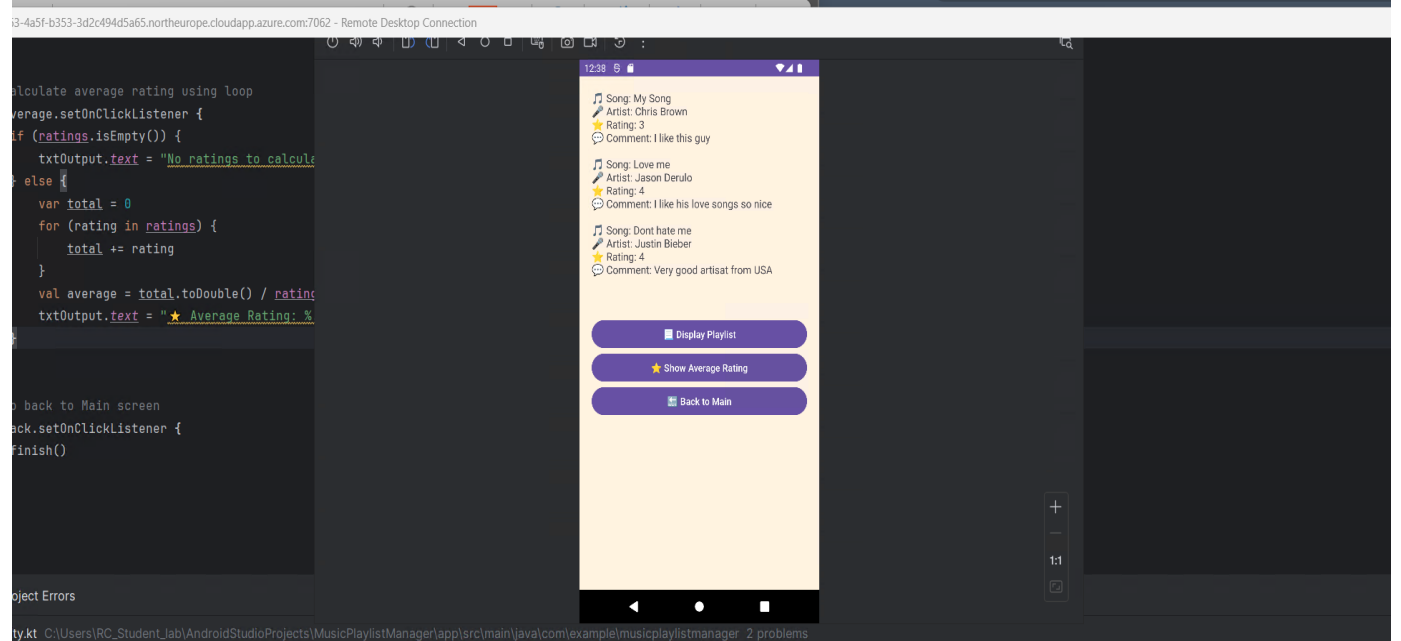 63-4a5f-b353-3d2c494d5a65.northeurope.cloudapp.azure.com:7062 - Remote Desktop Connection
alculate average rating using loop
verage.setOnClickListener {
if (ratings.isEmpty()) {
txtOutput.text = "No ratings to calcula
} else {
var total = 0
for (rating in ratings) {
total += rating
}
val average = total.toDouble() / rating
txtOutput.text = "⭐ Average Rating: %
}
o back to Main screen
ack.setOnClickListener {
finish()
12:38
🎵 Song: My Song
🎤 Artist: Chris Brown
⭐ Rating: 3
💬 Comment: I like this guy
🎵 Song: Love me
🎤 Artist: Jason Derulo
⭐ Rating: 4
💬 Comment: I like his love songs so nice
🎵 Song: Dont hate me
🎤 Artist: Justin Bieber
⭐ Rating: 4
💬 Comment: Very good artisat from USA
📃 Display Playlist
⭐ Show Average Rating
🔙 Back to Main
1:1
oject Errors
ty.kt C:\Users\RC_Student_lab\AndroidStudioProjects\MusicPlaylistManager\app\src\main\java\com\example\musicplaylistmanager 2 problems